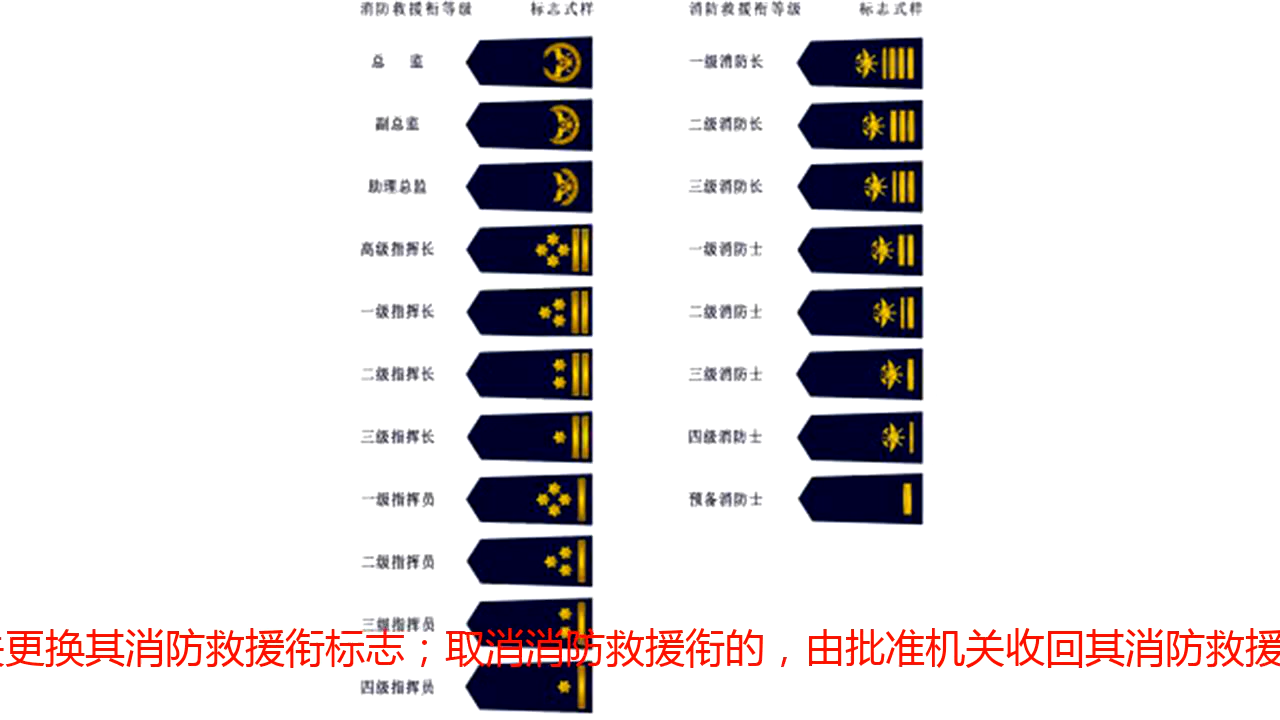 消防救援衔等级 标志式样
总 监
副总监
助理总监
高级指挥长
一级指挥长
二级指挥长
三级指挥长
一级指挥员
二级指挥员
三级指挥员
四级指挥员
消防救援衔等级 标志式样
一级消防长
二级消防长
三级消防长
一级消防士
二级消防士
三级消防士
四级消防士
预备消防士
更换其消防救援衔标志；取消消防救援衔的，由批准机关收回其消防救援